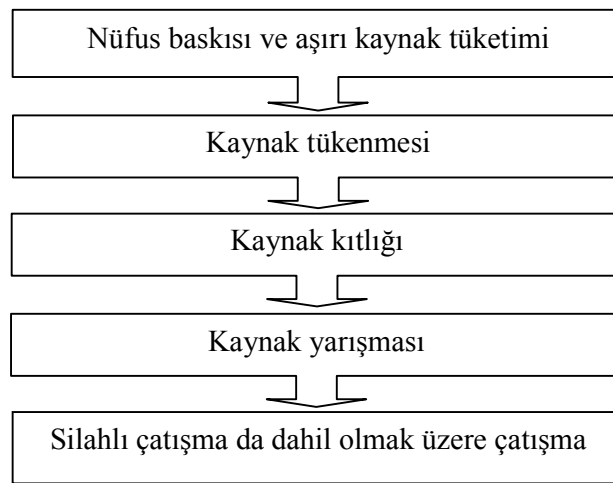 Nüfus baskısı ve aşırı kaynak tüketimi
Kaynak tükenmesi
Kaynak kıtlığı
Kaynak yarışması
Silahlı çatışma da dahil olmak üzere çatışma